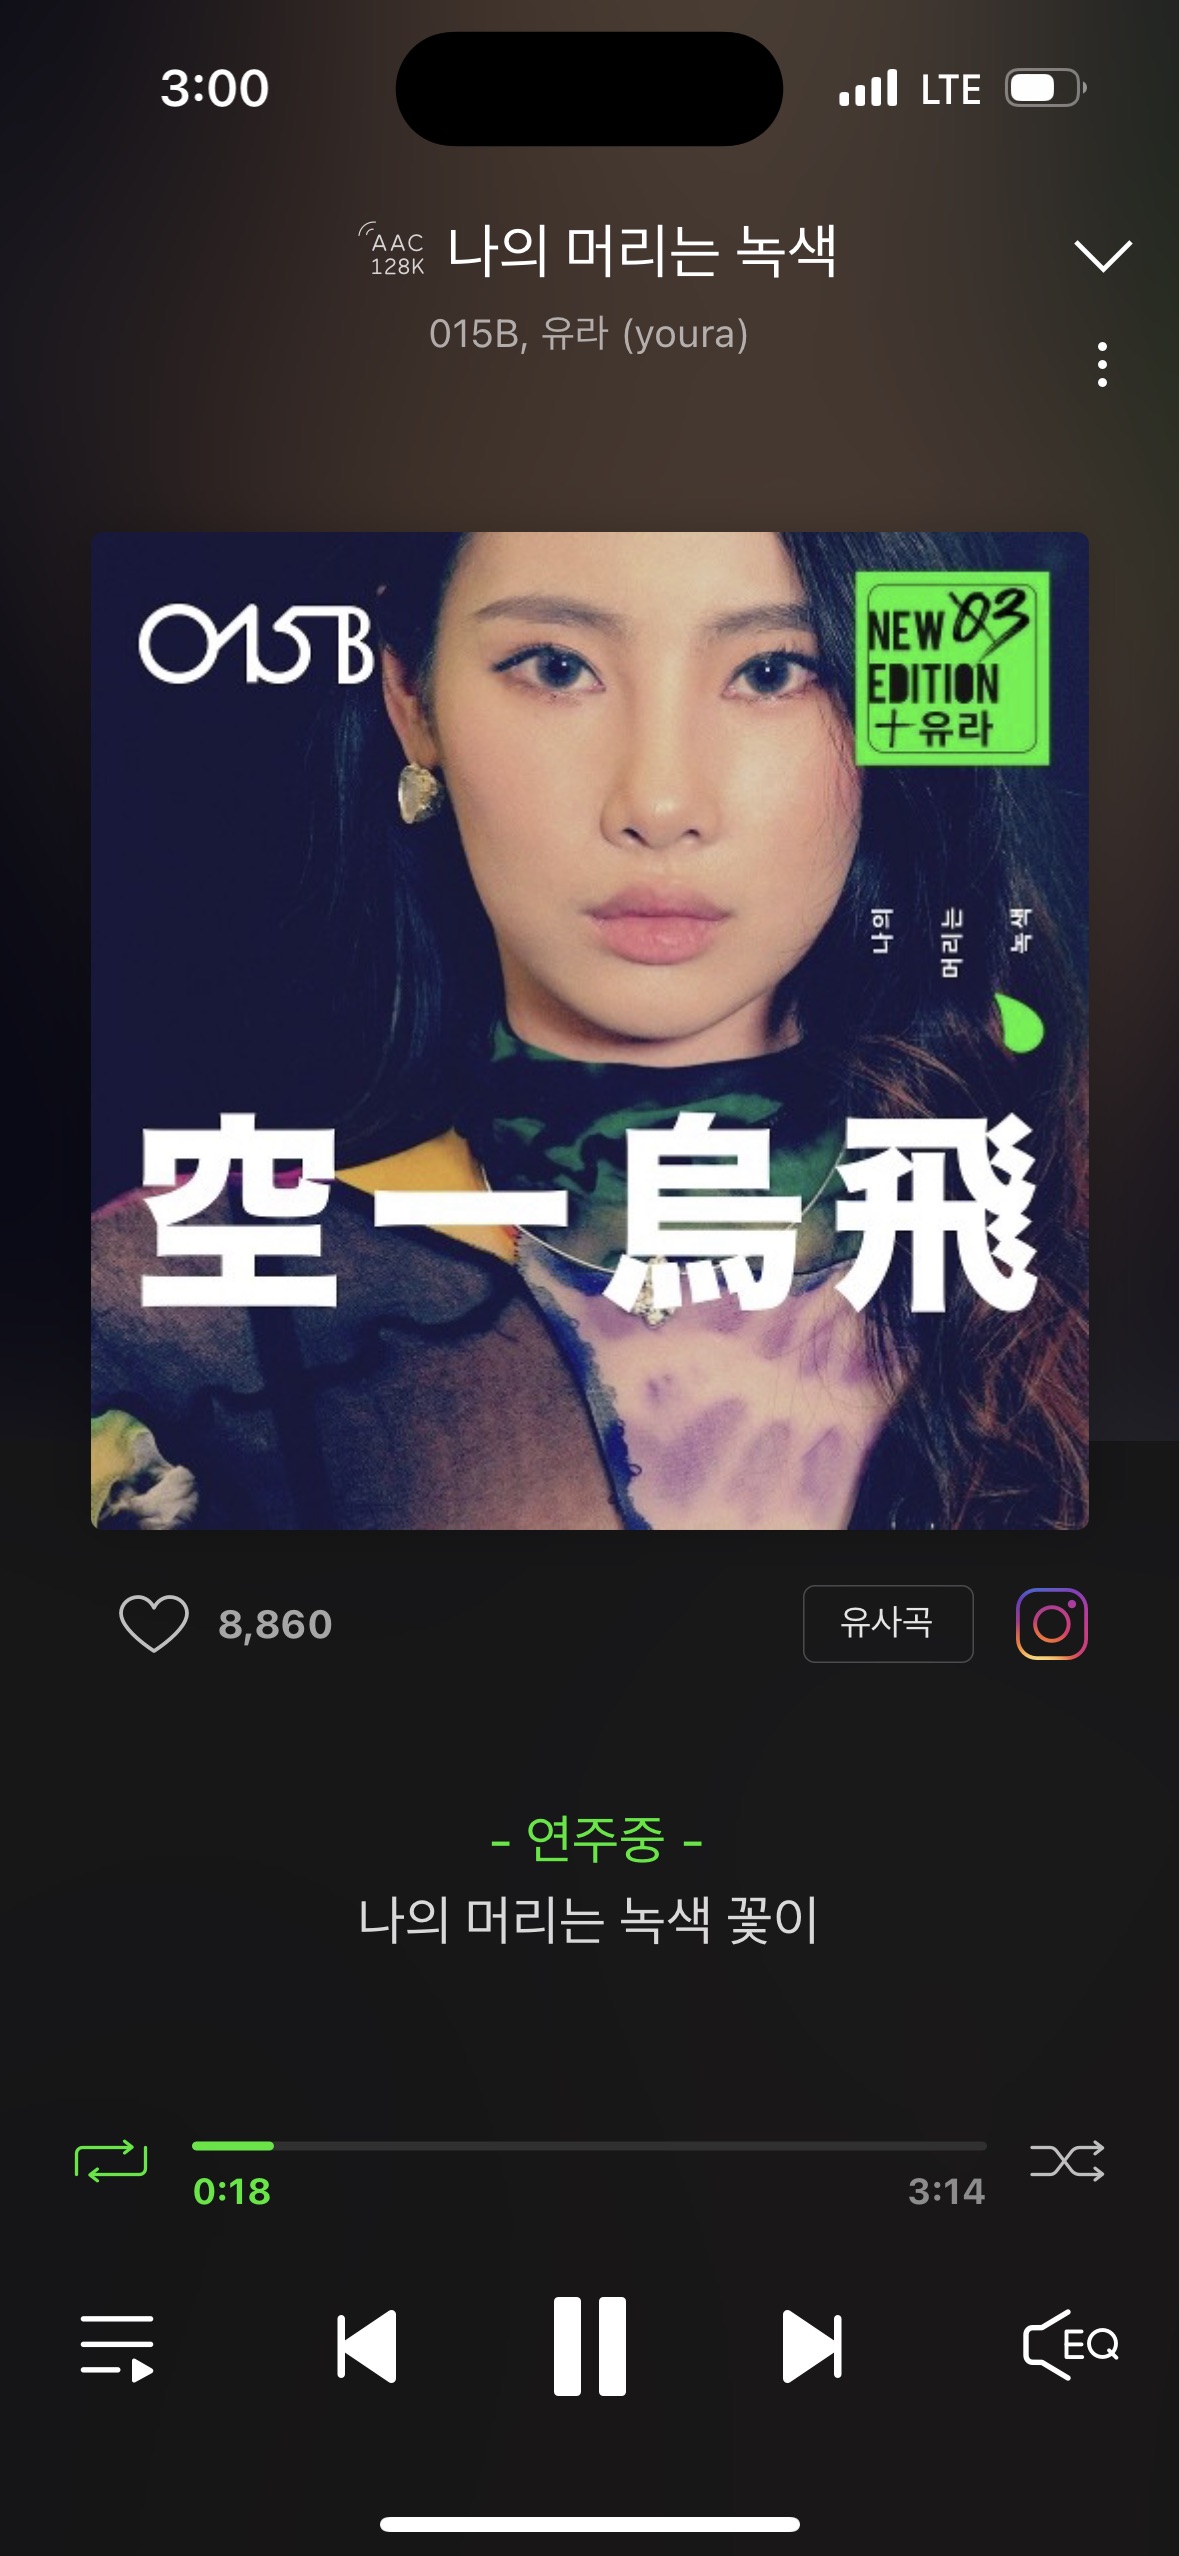 3:00
LTE
AAC
128K
나의 머리는 녹색
015B, 유라 (youra)
015B
NEW 03
EDITION
+유라
나의
머리는
녹색
空一烏飛
8,860
유사곡
- 연주중 -
나의 머리는 녹색 꽃이
0:18
3:14
EQ